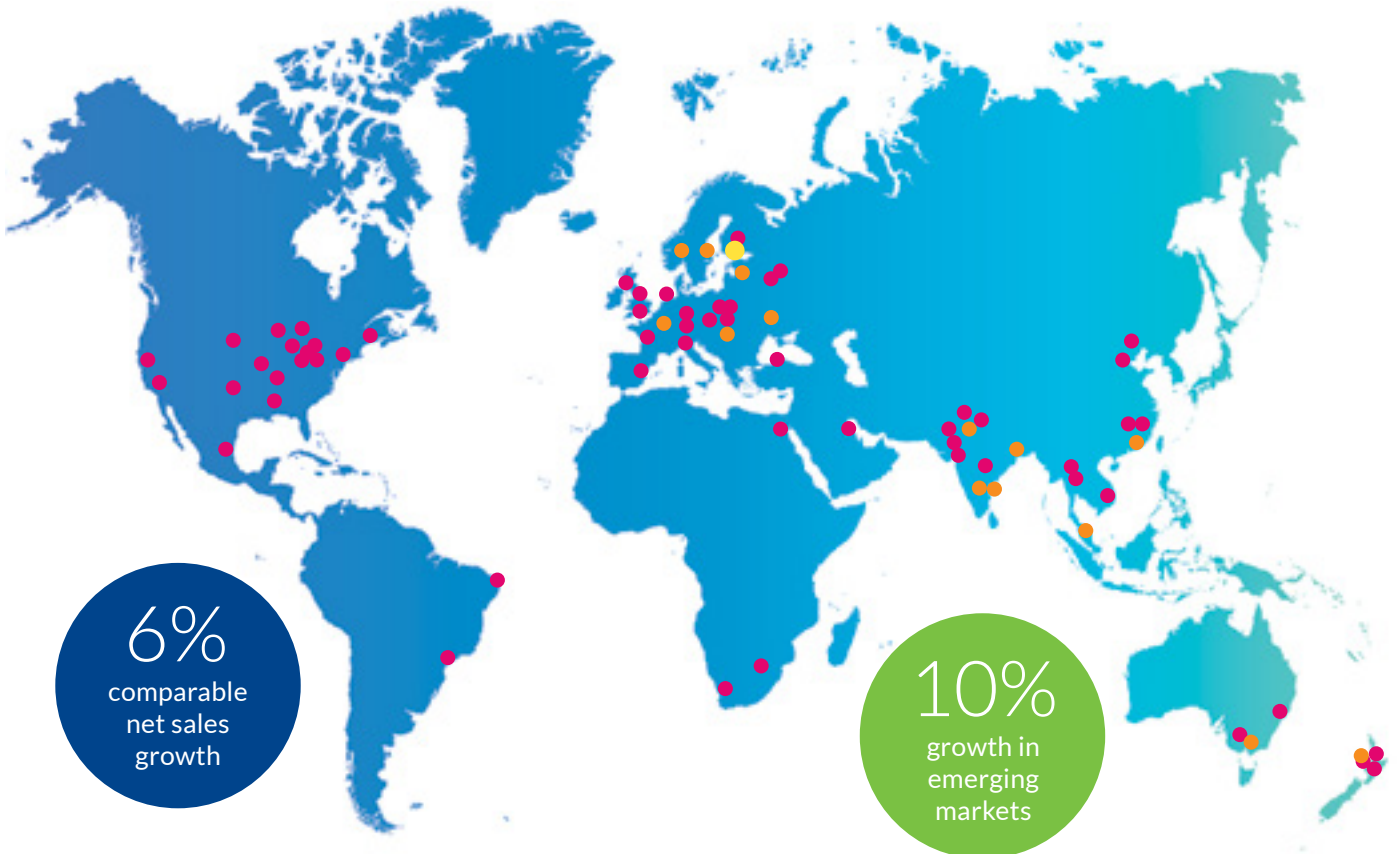 6%
comparable
net sales
growth
10%
growth in
emerging
markets